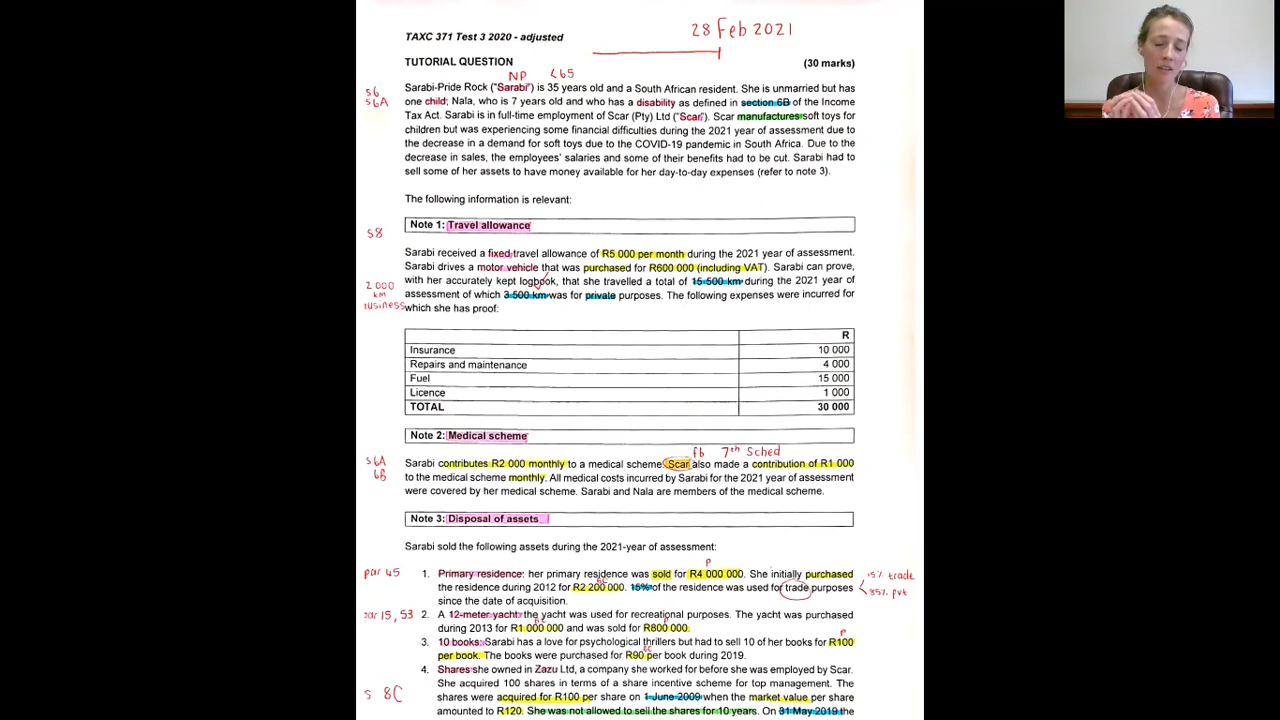 28 Feb 2021
TAXC 371 Test 3 2020 - adjusted
TUTORIAL QUESTION (30 marks)
NP <65
Sarabi-Pride Rock ("Sarabi") is 35 years old and a South African resident. She is unmarried but has
s6
one child; Nala, who is 7 years old and who has a disability as defined in section 6B of the Income
s6A
Tax Act. Sarabi is in full-time employment of Scar (Pty) Ltd ("Scar"). Scar manufactures soft toys for
children but was experiencing some financial difficulties during the 2021 year of assessment due to
the decrease in a demand for soft toys due to the COVID-19 pandemic in South Africa. Due to the
decrease in sales, the employees' salaries and some of their benefits had to be cut. Sarabi had to
sell some of her assets to have money available for her day-to-day expenses (refer to note 3).
The following information is relevant:
Note 1: Travel allowance
s8
Sarabi received a fixed travel allowance of R5 000 per month during the 2021 year of assessment.
Sarabi drives a motor vehicle that was purchased for R600 000 (including VAT). Sarabi can prove,
with her accurately kept logbook, that she travelled a total of 15 500 km during the 2021 year of
2 000
km
assessment of which 3 500 km was for private purposes. The following expenses were incurred for
business
which she has proof:
R
Insurance 10 000
Repairs and maintenance 4 000
Fuel 15 000
Licence 1 000
TOTAL 30 000
Note 2: Medical scheme
fb 7th Sched
s6A
6B
Sarabi contributes R2 000 monthly to a medical scheme. Scar also made a contribution of R1 000
to the medical scheme monthly. All medical costs incurred by Sarabi for the 2021 year of assessment
were covered by her medical scheme. Sarabi and Nala are members of the medical scheme.
Note 3: Disposal of assets
Sarabi sold the following assets during the 2021-year of assessment:
par 45
P
1. Primary residence: her primary residence was sold for R4 000 000. She initially purchased
15% trade
BC
the residence during 2012 for R2 200 000. 15% of the residence was used for trade purposes
85% pvt
since the date of acquisition.
ar 15, 53
2. A 12-meter yacht: the yacht was used for recreational purposes. The yacht was purchased
BC P
during 2013 for R1 000 000 and was sold for R800 000.
P
3. 10 books: Sarabi has a love for psychological thrillers but had to sell 10 of her books for R100
BC
per book. The books were purchased for R90 per book during 2019.
4. Shares she owned in Zazu Ltd, a company she worked for before she was employed by Scar.
She acquired 100 shares in terms of a share incentive scheme for top management. The
s 8C
shares were acquired for R100 per share on 1 June 2009 when the market value per share
amounted to R120. She was not allowed to sell the shares for 10 years. On 31 May 2019 the